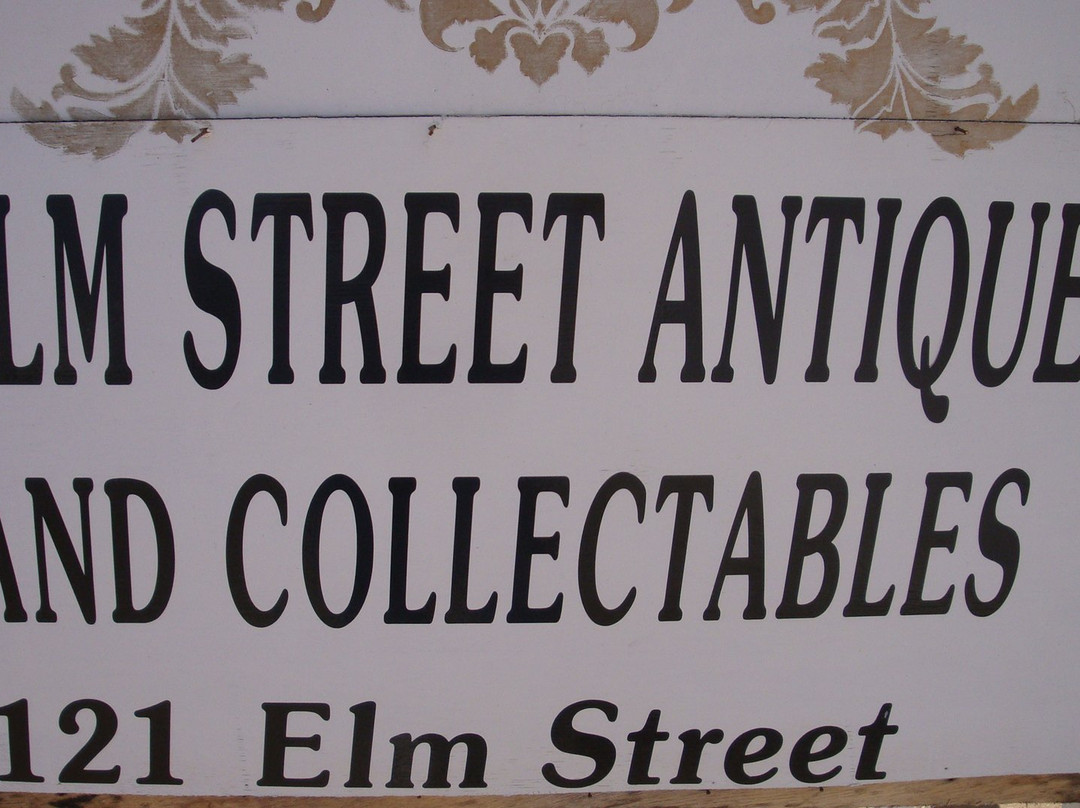 LM STREET ANTIQUE
AND COLLECTABLES
121 Elm Street